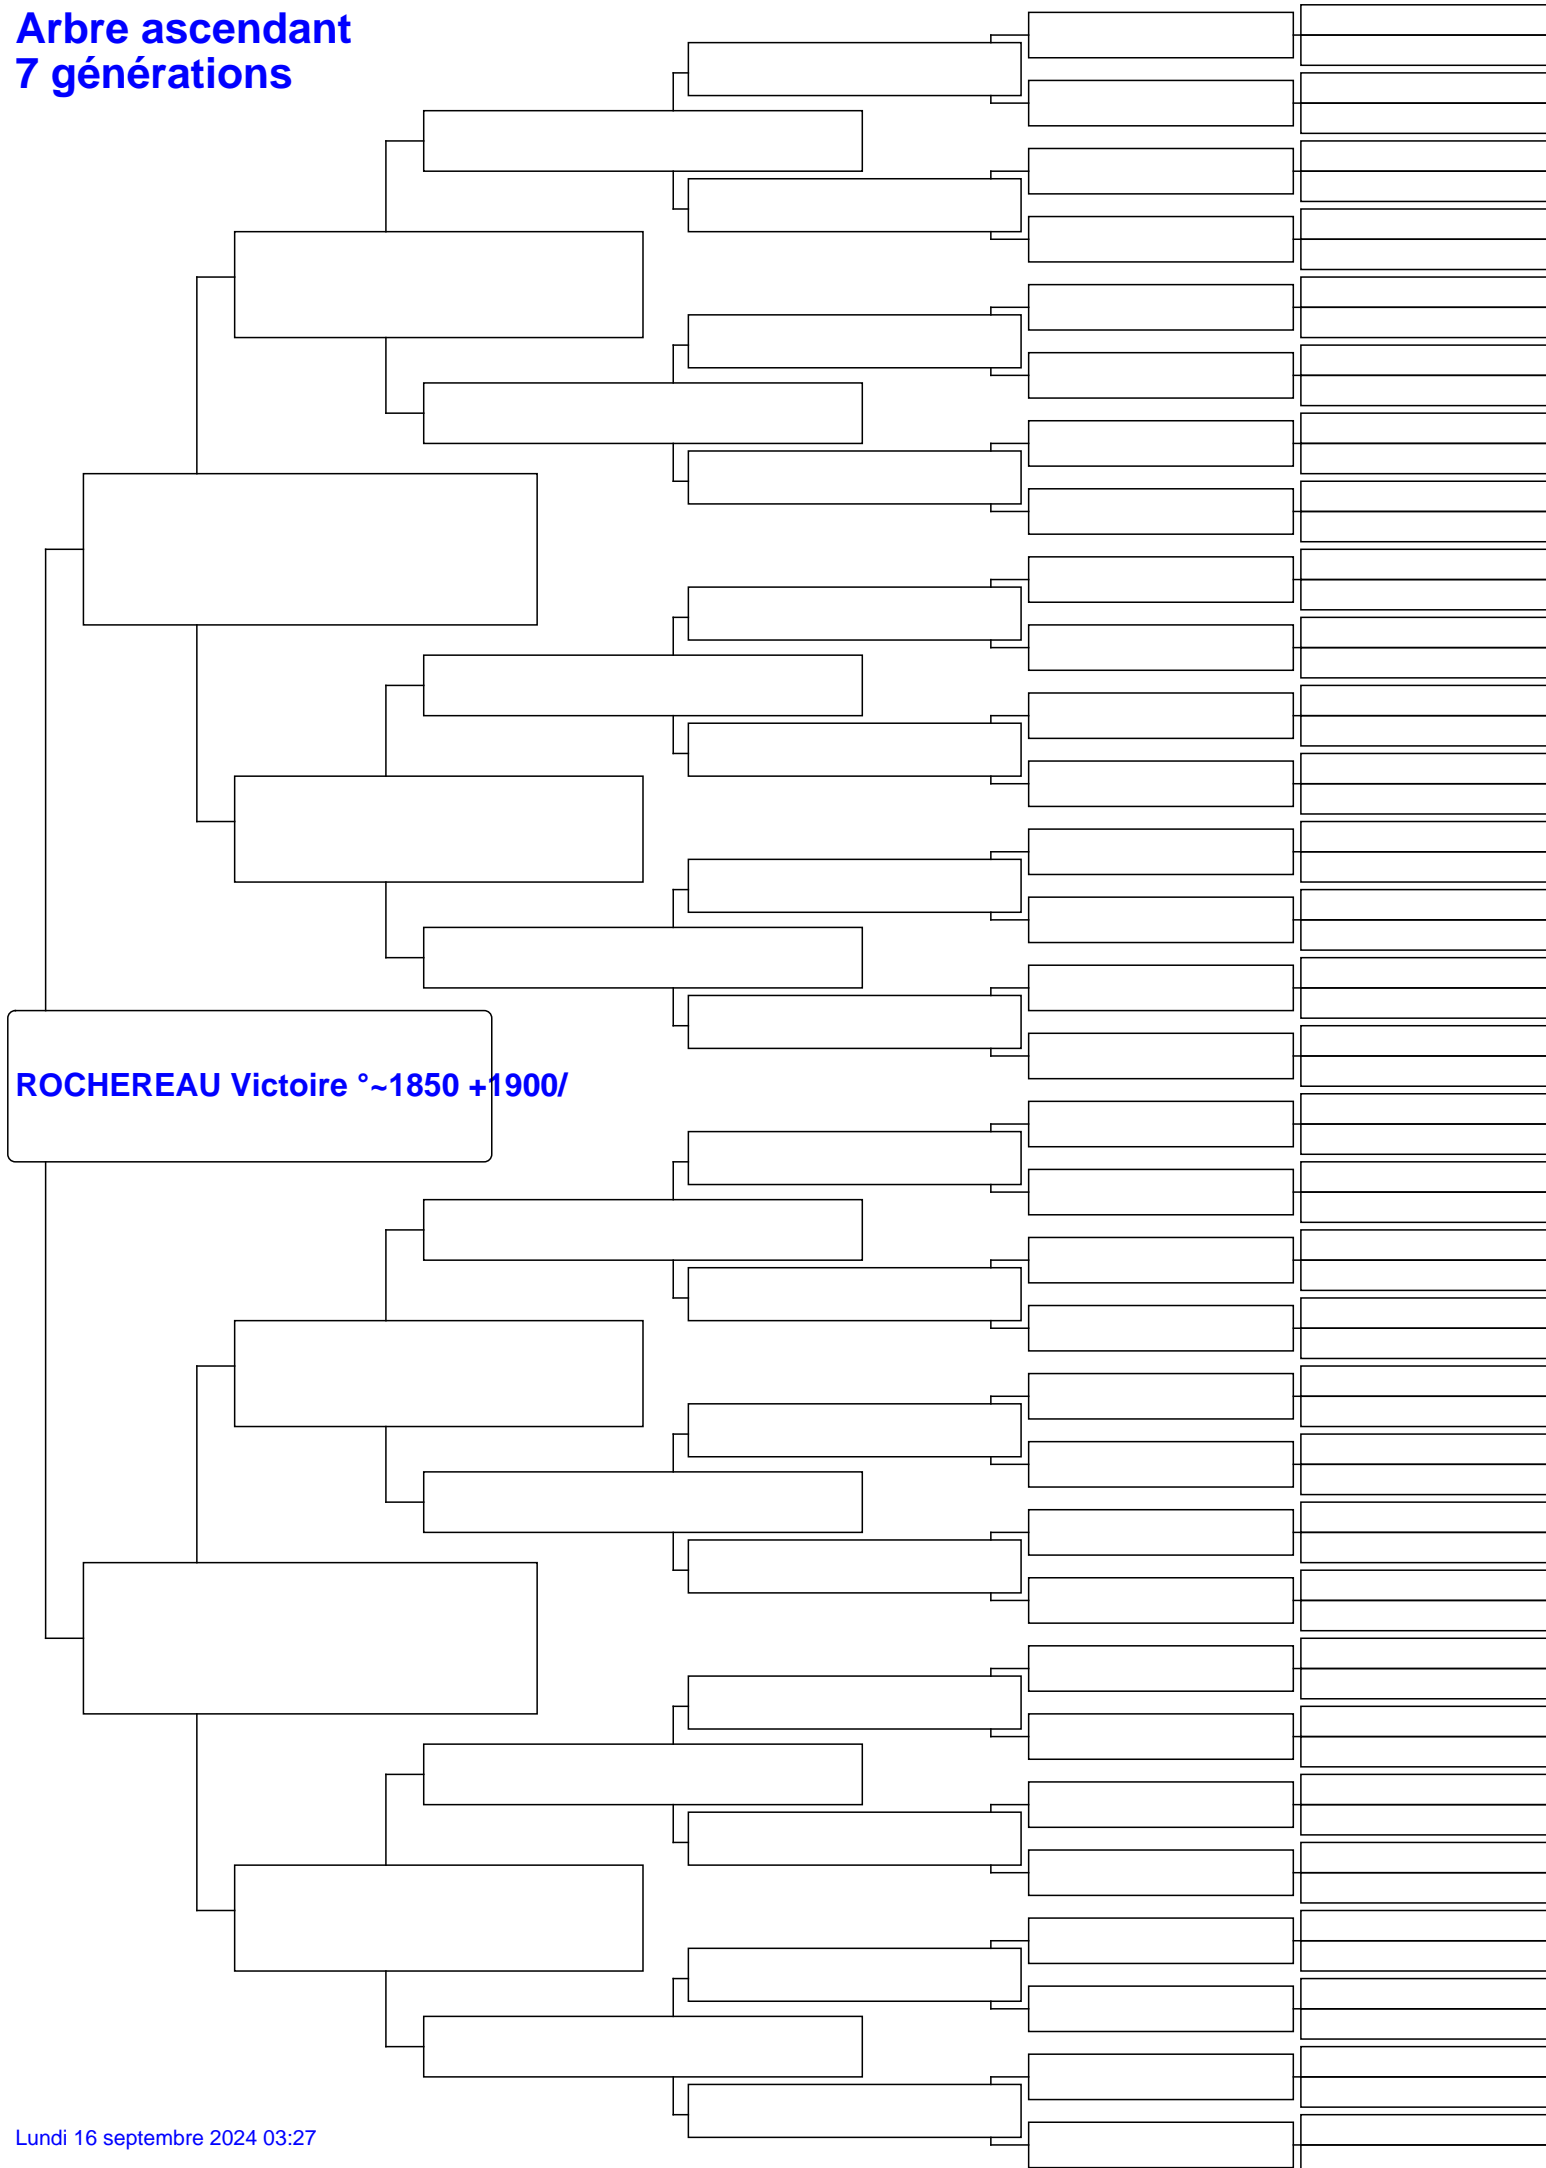 Arbre ascendant
7 générations
ROCHEREAU Victoire °~1850 +1900/
Lundi 16 septembre 2024 03:27